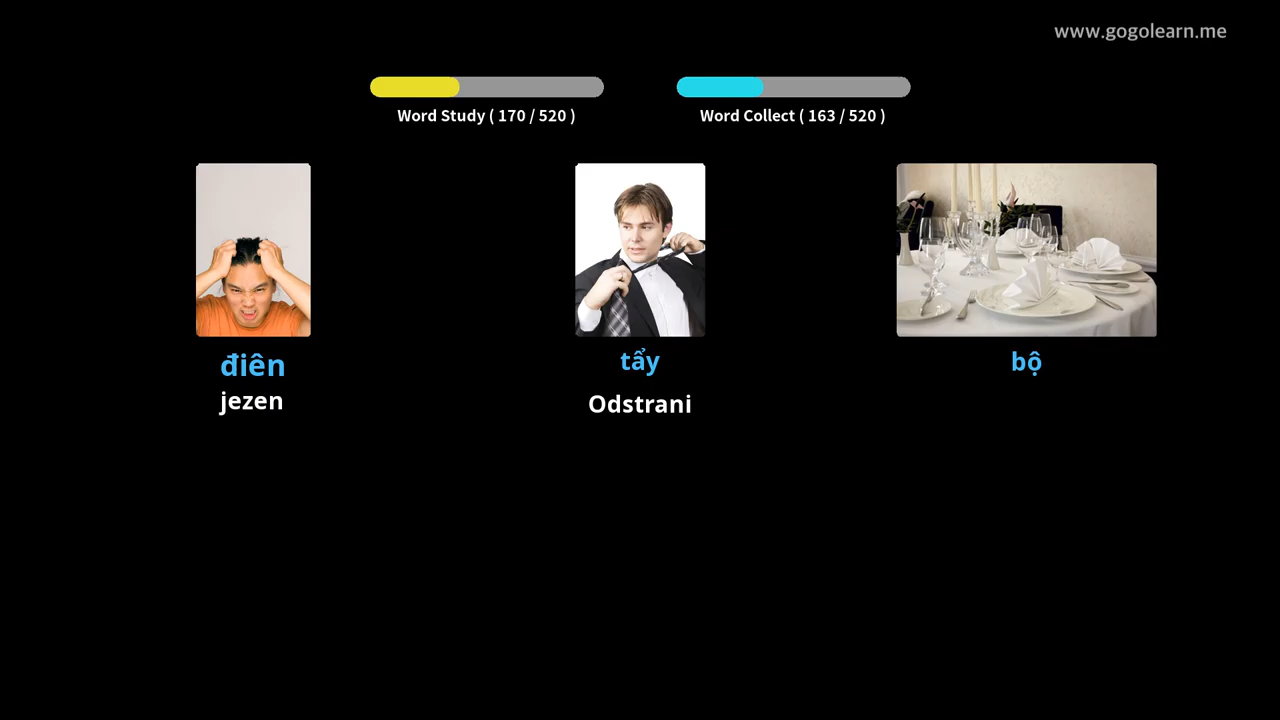 www.gogolearn.me
Word Study ( 170 / 520 )
Word Collect ( 163 / 520 )
điên
tẩy
bộ
jezen
Odstrani